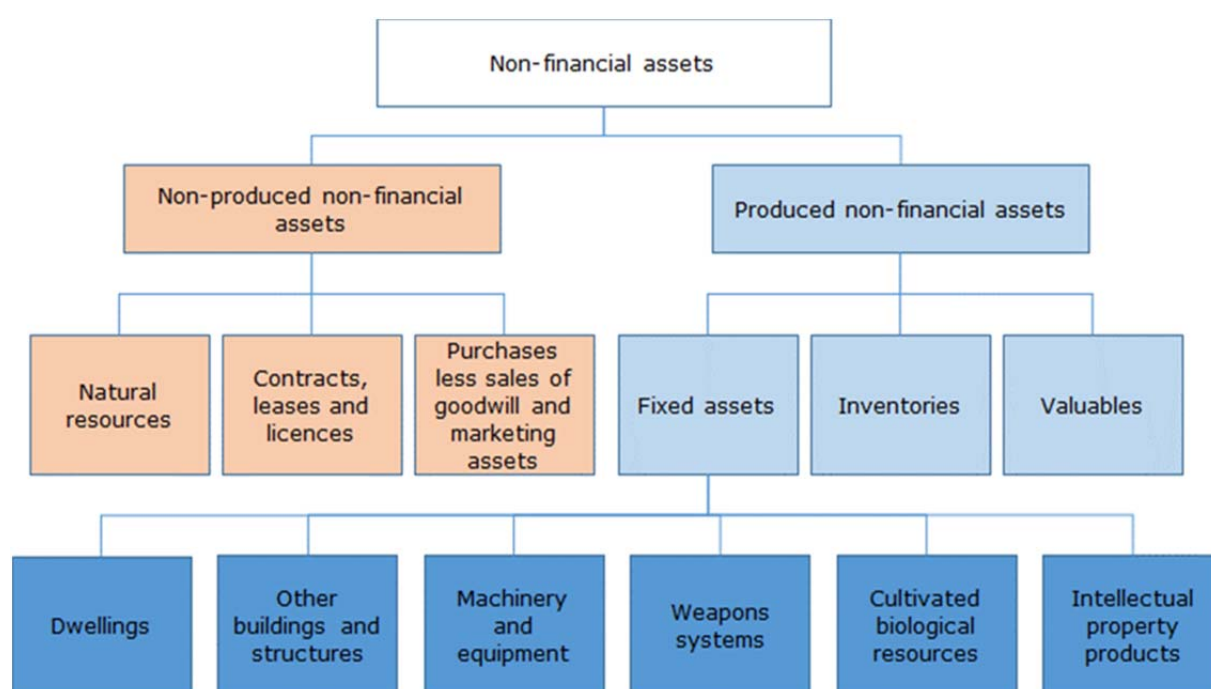 Non-financial assets
Non-produced non-financial
assets
Produced non-financial assets
Natural
resources
Contracts,
leases and
licences
Purchases
less sales of
goodwill and
marketing
assets
Fixed assets
Inventories
Valuables
Dwellings
Other
buildings and
structures
Machinery
and
equipment
Weapons
systems
Cultivated
biological
resources
Intellectual
property
products